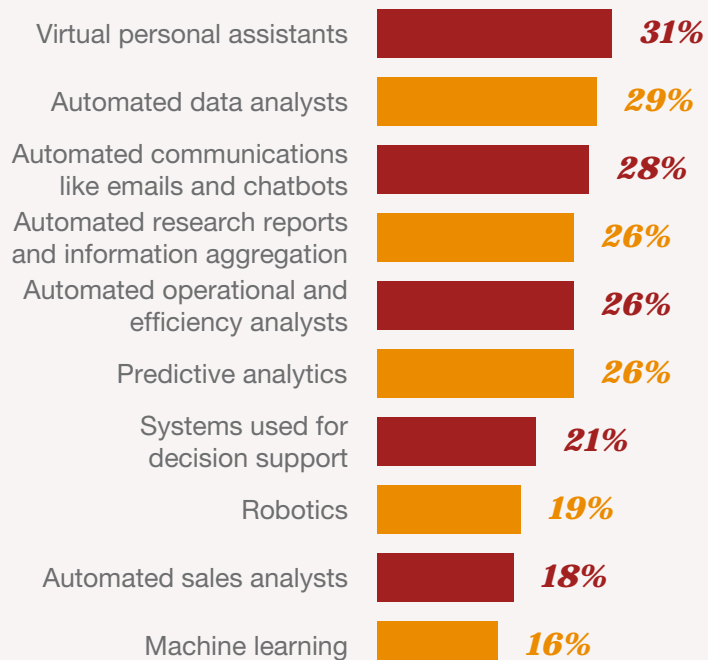 Virtual personal assistants 31%
Automated data analysts 29%
Automated communications
like emails and chatbots 28%
Automated research reports
and information aggregation 26%
Automated operational and
efficiency analysts 26%
Predictive analytics 26%
Systems used for
decision support 21%
Robotics 19%
Automated sales analysts 18%
Machine learning 16%